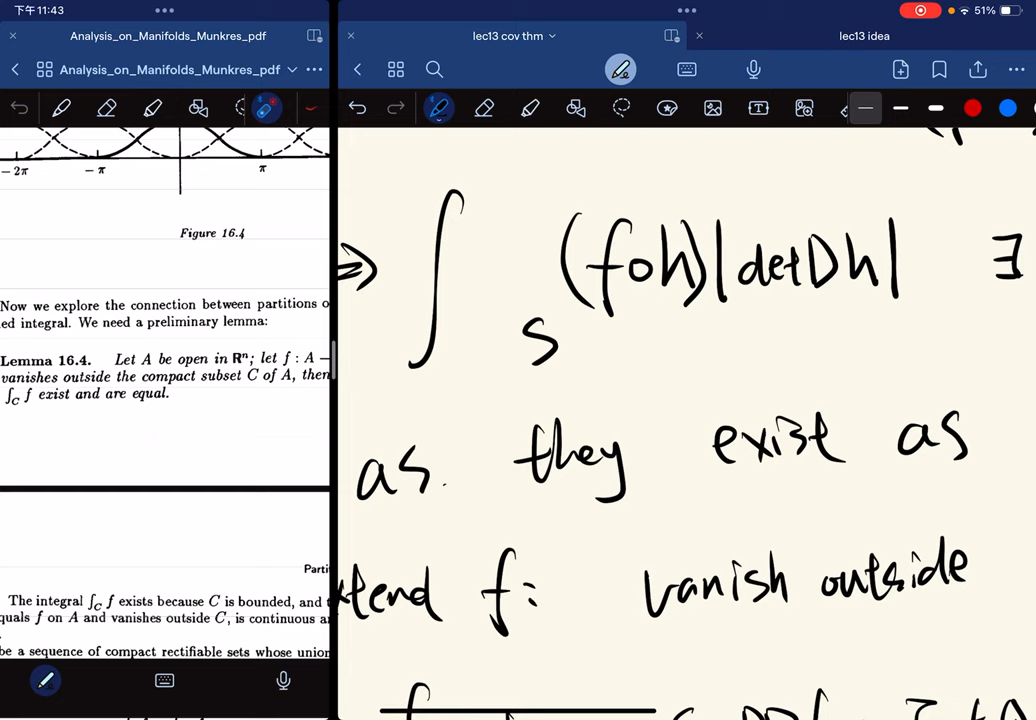 下午11:43
51%
Analysis_on_Manifolds_Munkres_pdf
Analysis_on_Manifolds_Munkres_pdf
-2π
-π
π
Figure 16.4
Now we explore the connection between partitions o
ed integral. We need a preliminary lemma:
Lemma 16.4. Let A be open in Rⁿ; let f : A –
vanishes outside the compact subset C of A, then
∫_C f exist and are equal.
Parti
The integral ∫_C f exists because C is bounded, and
quals f on A and vanishes outside C, is continuous a
be a sequence of compact rectifiable sets whose union
lec13 cov thm
lec13 idea
⇒ ∫_S (f∘h)|detDh| ∃
as. they exist as
xtend f: vanish outside